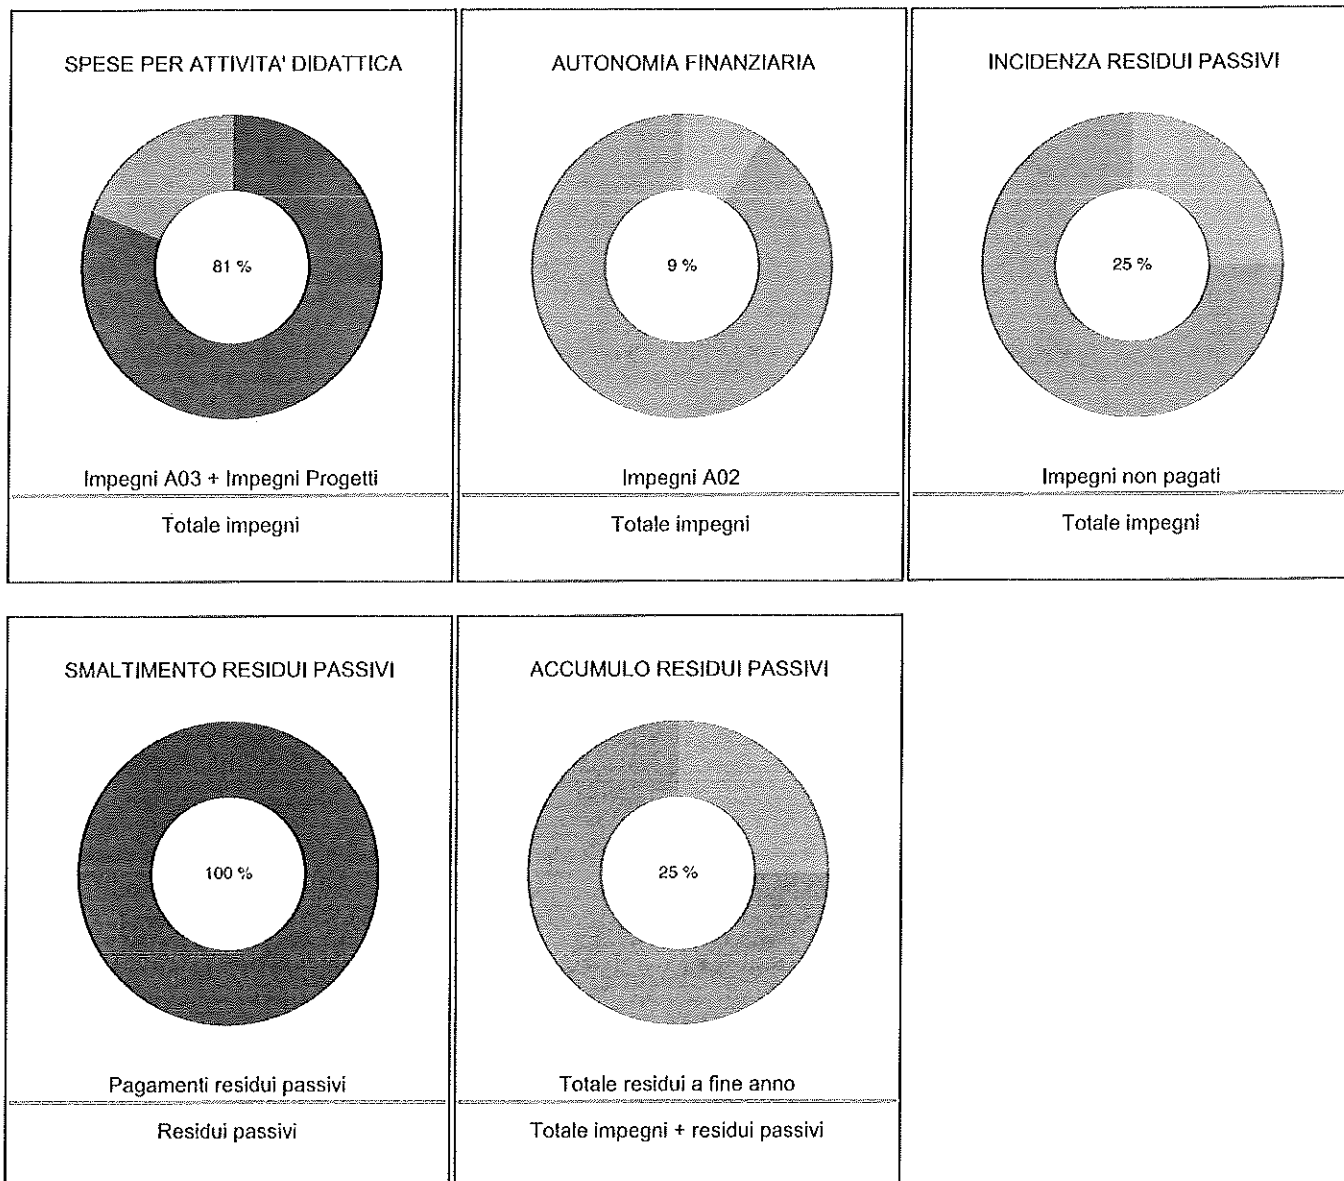 SPESE PER ATTIVITA' DIDATTICA
81 %
Impegni A03 + Impegni Progetti
Totale impegni
AUTONOMIA FINANZIARIA
9 %
Impegni A02
Totale impegni
INCIDENZA RESIDUI PASSIVI
25 %
Impegni non pagati
Totale impegni
SMALTIMENTO RESIDUI PASSIVI
100 %
Pagamenti residui passivi
Residui passivi
ACCUMULO RESIDUI PASSIVI
25 %
Totale residui a fine anno
Totale impegni + residui passivi